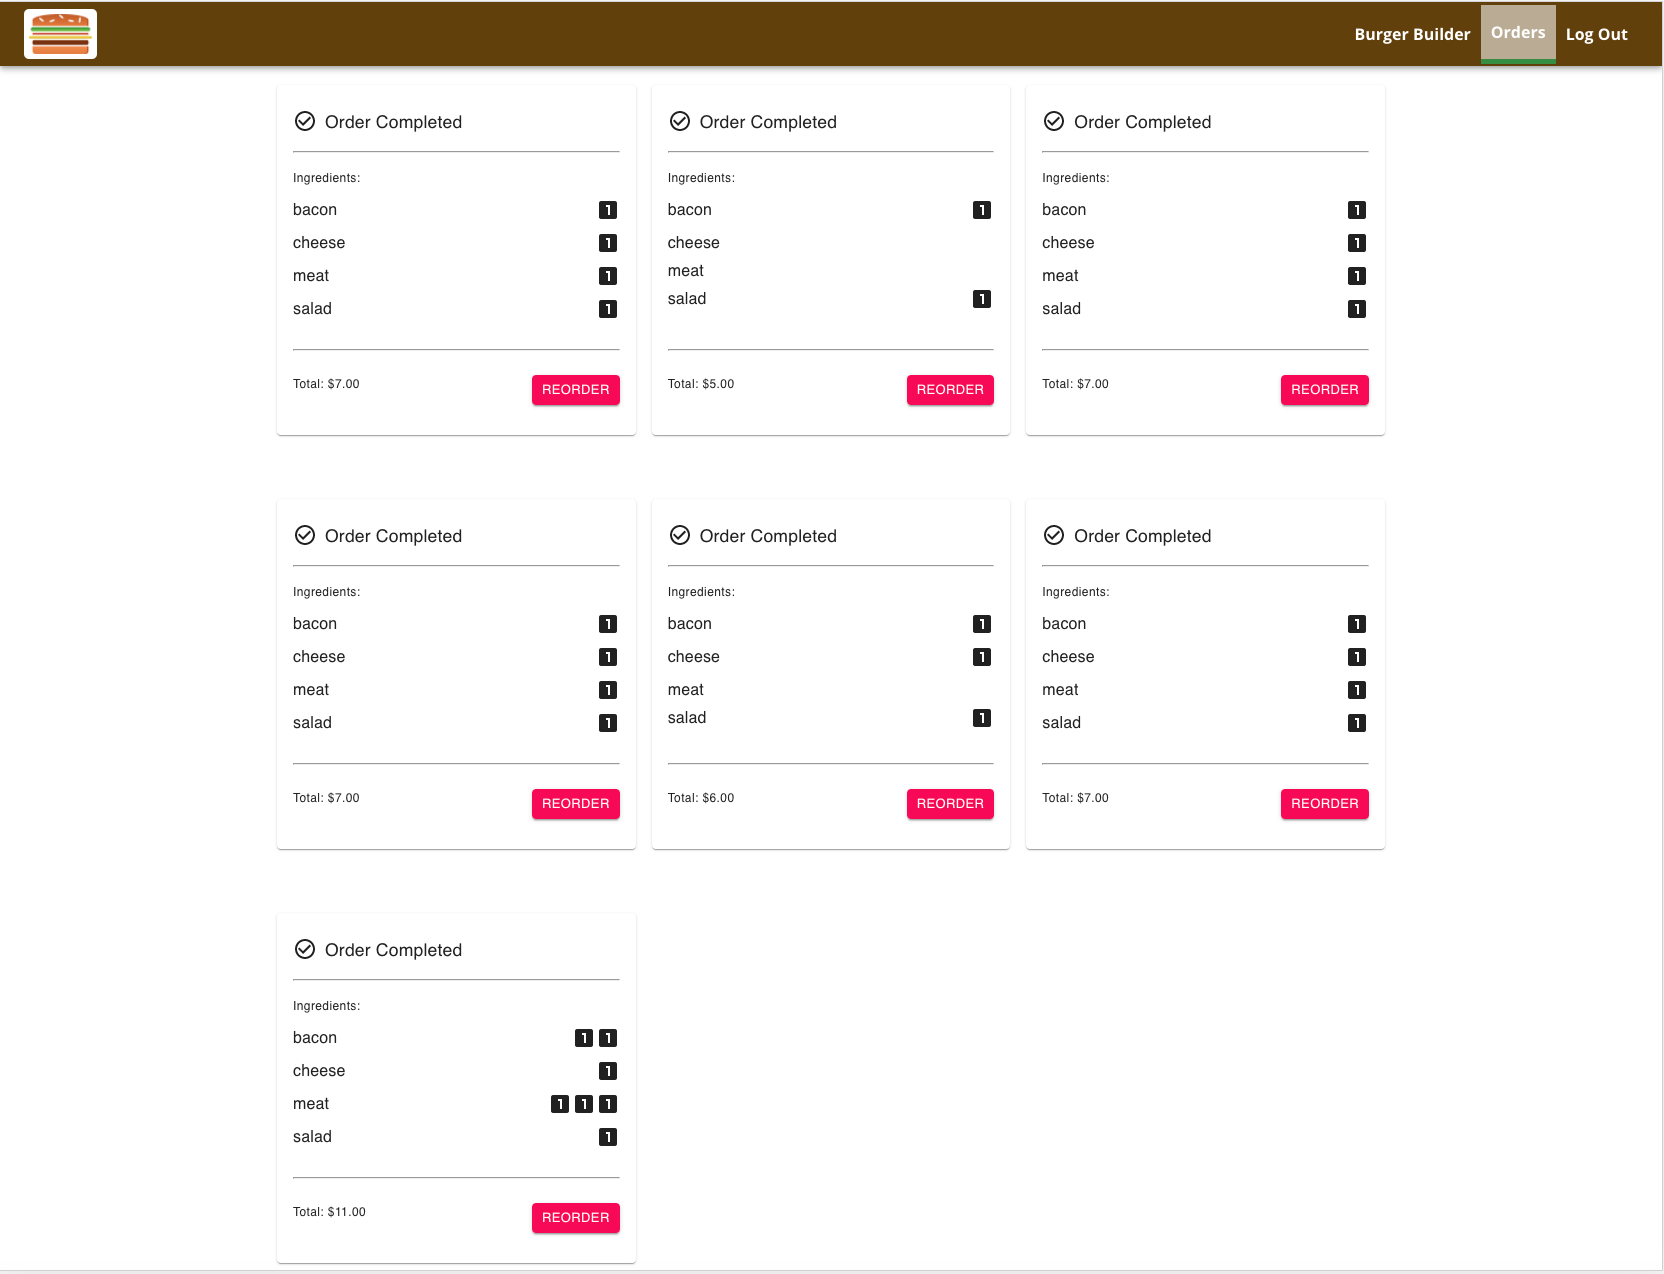 Burger Builder Orders Log Out
Order Completed
Ingredients:
bacon 1
cheese 1
meat 1
salad 1
Total: $7.00 REORDER
Order Completed
Ingredients:
bacon 1
cheese
meat
salad 1
Total: $5.00 REORDER
Order Completed
Ingredients:
bacon 1
cheese 1
meat 1
salad 1
Total: $7.00 REORDER
Order Completed
Ingredients:
bacon 1
cheese 1
meat 1
salad 1
Total: $7.00 REORDER
Order Completed
Ingredients:
bacon 1
cheese 1
meat
salad 1
Total: $6.00 REORDER
Order Completed
Ingredients:
bacon 1
cheese 1
meat 1
salad 1
Total: $7.00 REORDER
Order Completed
Ingredients:
bacon 1 1
cheese 1
meat 1 1 1
salad 1
Total: $11.00 REORDER